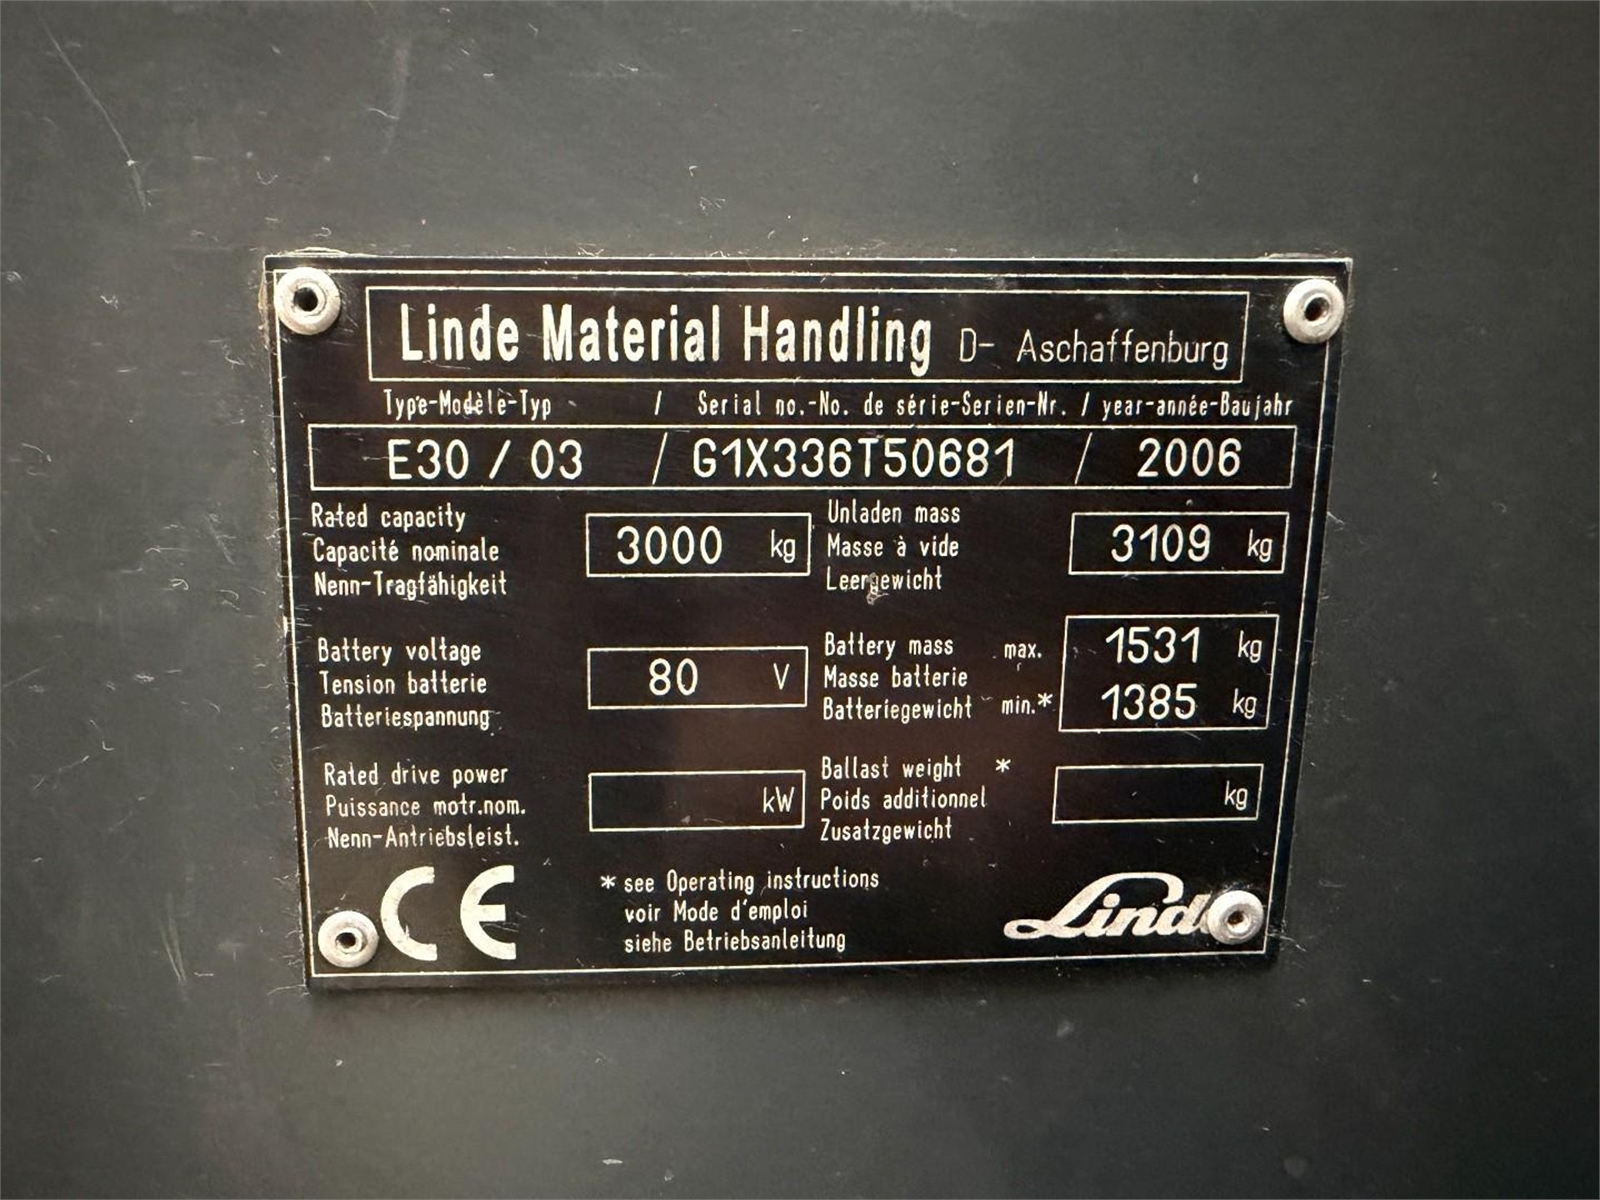 Linde Material Handling D- Aschaffenburg
Type-Modèle-Typ / Serial no.-No. de série-Serien-Nr. / year-année-Baujahr
E30 / 03 / G1X336T50681 / 2006
Rated capacity
Capacité nominale
Nenn-Tragfähigkeit
3000 kg
Unladen mass
Masse à vide
Leergewicht
3109 kg
Battery voltage
Tension batterie
Batteriespannung
80 V
Battery mass max.
Masse batterie
Batteriegewicht min.*
1531 kg
1385 kg
Rated drive power
Puissance motr.nom.
Nenn-Antriebsleist.
kW
Ballast weight *
Poids additionnel
Zusatzgewicht
kg
CE
* see Operating instructions
voir Mode d'emploi
siehe Betriebsanleitung
Linde